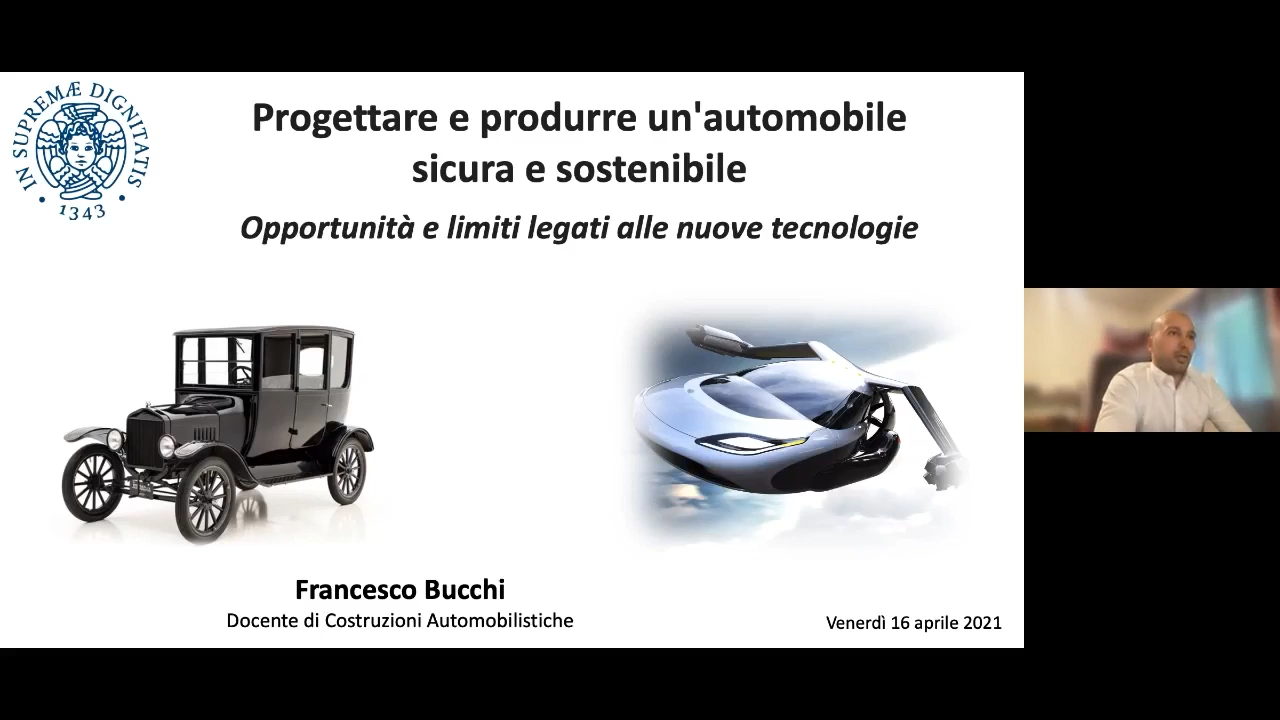 IN SUPREMÆ DIGNITATIS
1343
Progettare e produrre un'automobile
sicura e sostenibile
Opportunità e limiti legati alle nuove tecnologie
Francesco Bucchi
Docente di Costruzioni Automobilistiche
Venerdì 16 aprile 2021